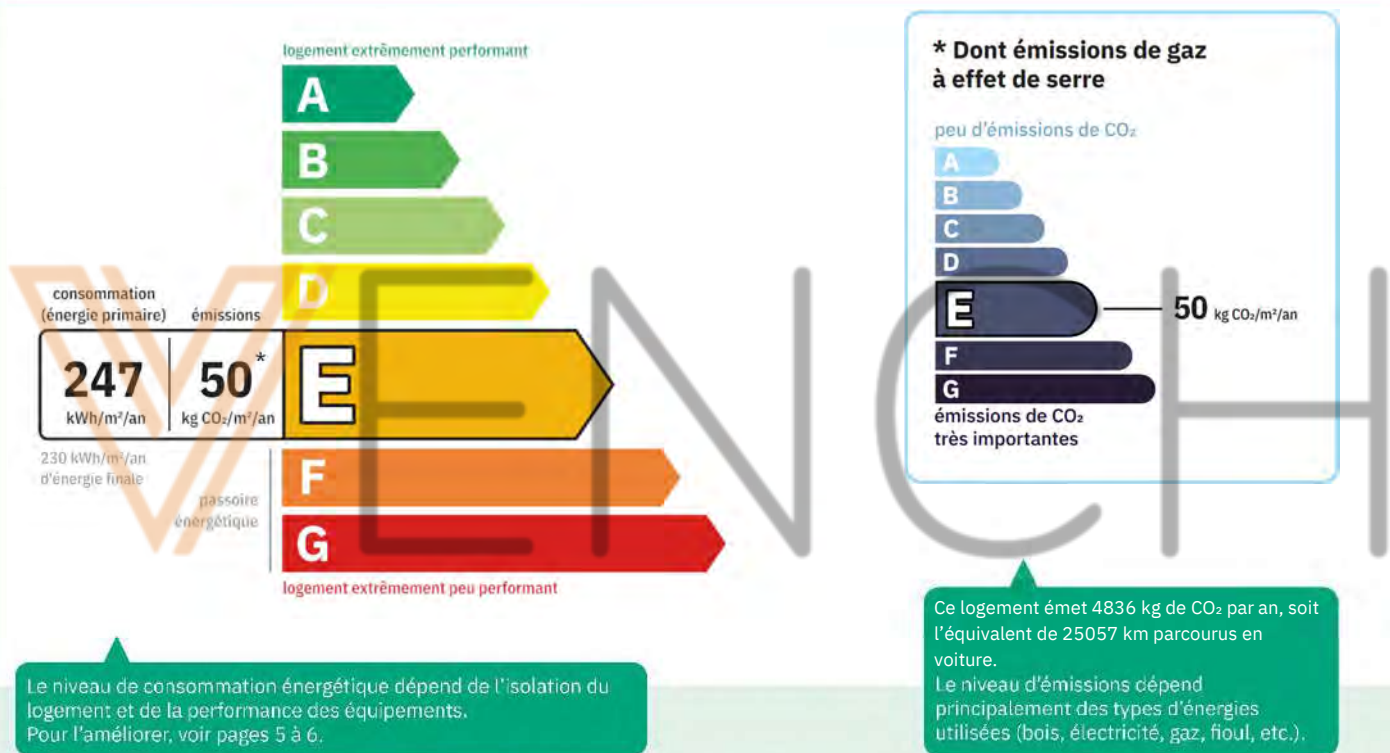 logement extrêmement performant
A
B
C
D
consommation
(énergie primaire)
émissions
247
kWh/m²/an
50*
kg CO₂/m²/an
E
230 kWh/m²/an
d'énergie finale
passoire
énergétique
F
G
logement extrêmement peu performant
Le niveau de consommation énergétique dépend de l'isolation du
logement et de la performance des équipements.
Pour l'améliorer, voir pages 5 à 6.
* Dont émissions de gaz
à effet de serre
peu d'émissions de CO₂
A
B
C
D
E
50 kg CO₂/m²/an
F
G
émissions de CO₂
très importantes
Ce logement émet 4836 kg de CO₂ par an, soit
l'équivalent de 25057 km parcourus en
voiture.
Le niveau d'émissions dépend
principalement des types d'énergies
utilisées (bois, électricité, gaz, fioul, etc.).
VENCH